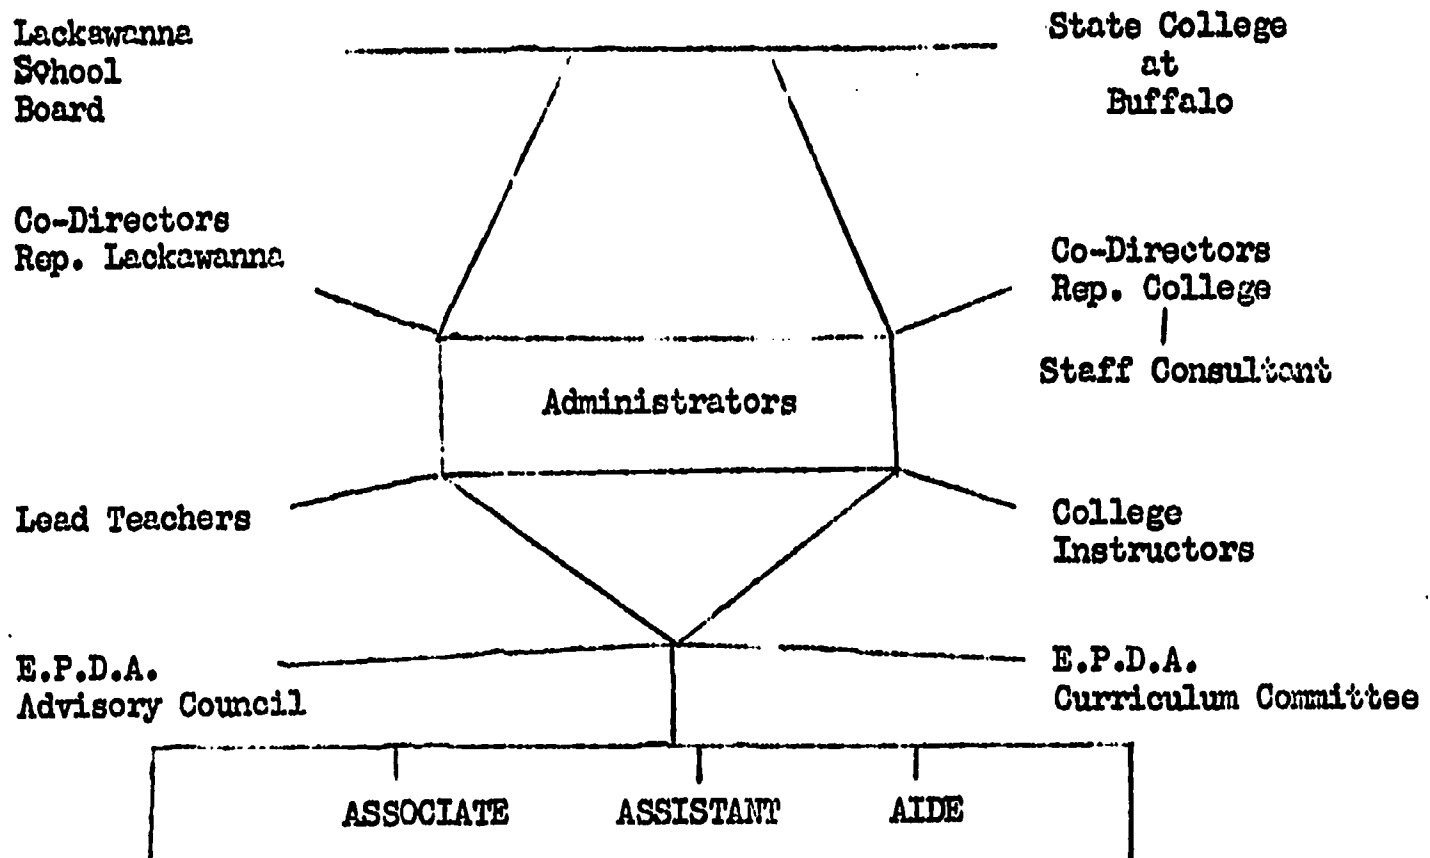 Lackawanna
School
Board
State College
at
Buffalo
Co-Directors
Rep. Lackawanna
Co-Directors
Rep. College
Staff Consultant
Administrators
Lead Teachers
College
Instructors
E.P.D.A.
Advisory Council
E.P.D.A.
Curriculum Committee
ASSOCIATE
ASSISTANT
AIDE